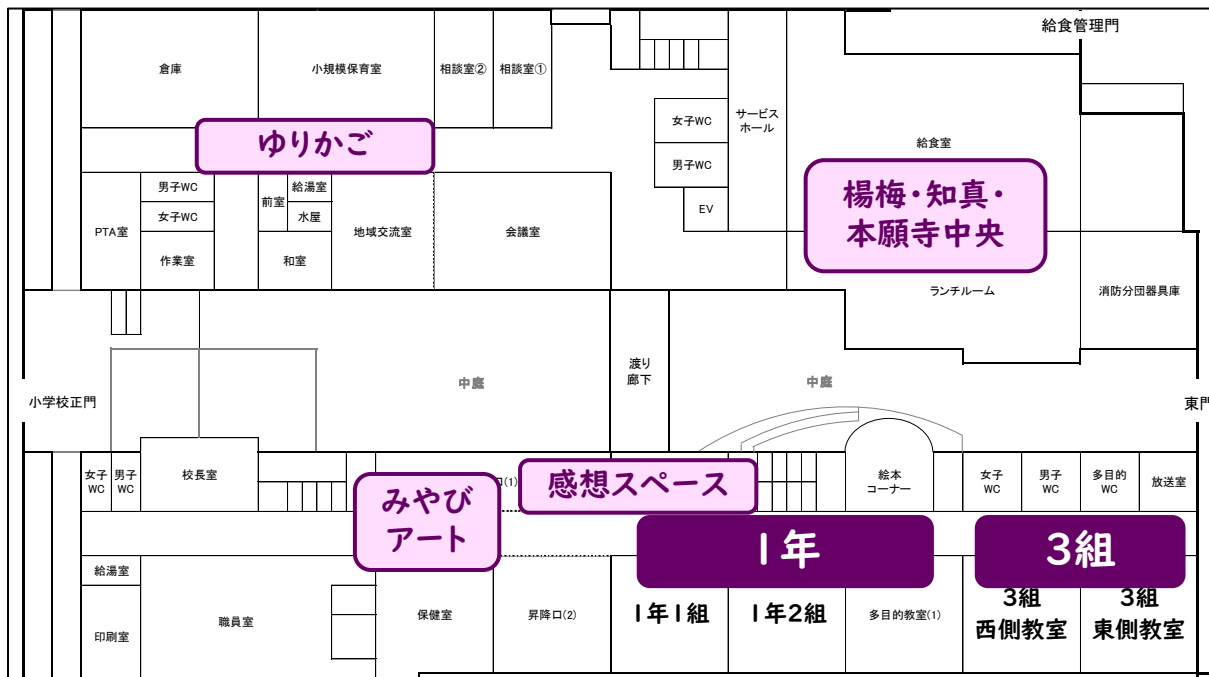 給食管理門
倉庫
小規模保育室
相談室②
相談室①
女子WC
サービス
ホール
ゆりかご
給食室
男子WC
楊梅・知真・
本願寺中央
PTA室
男子WC
前室
給湯室
女子WC
水屋
地域交流室
会議室
EV
作業室
和室
ランチルーム
消防分団器具庫
渡り
廊下
中庭
中庭
小学校正門
東門
女子
WC
男子
WC
校長室
口(1)
感想スペース
絵本
コーナー
女子
WC
男子
WC
多目的
WC
放送室
みやび
アート
1年
3組
給湯室
印刷室
職員室
保健室
昇降口(2)
1年1組
1年2組
多目的教室(1)
3組
西側教室
3組
東側教室